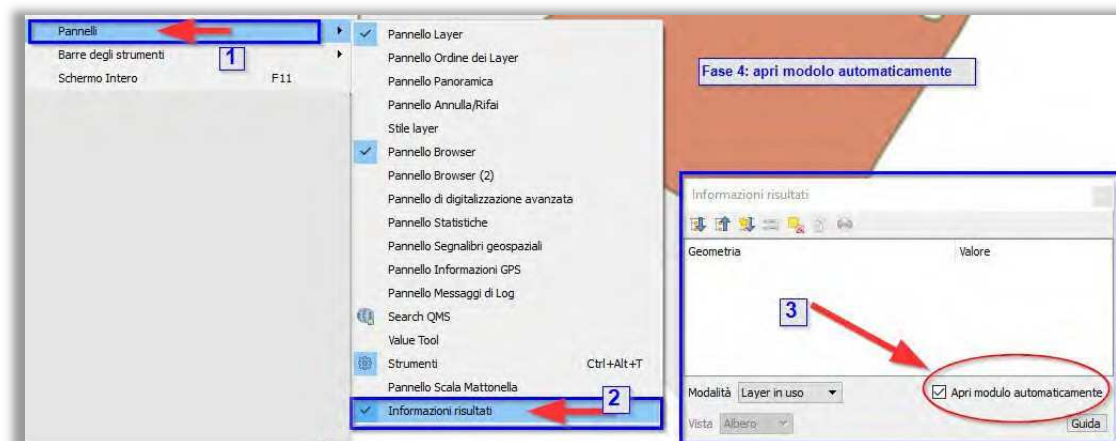 Pannelli
Barre degli strumenti
Schermo Intero F11
1
Pannello Layer
Pannello Ordine dei Layer
Pannello Panoramica
Pannello Annulla/Rifai
Stile layer
Pannello Browser
Pannello Browser (2)
Pannello di digitalizzazione avanzata
Pannello Statistiche
Pannello Segnalibri geospaziali
Pannello Informazioni GPS
Pannello Messaggi di Log
Search QMS
Value Tool
Strumenti Ctrl+Alt+T
Pannello Scala Mattonella
Informazioni risultati
2
Fase 4: apri modolo automaticamente
Informazioni risultati
Geometria Valore
3
Modalità Layer in uso Apri modulo automaticamente
Vista Albero Guida